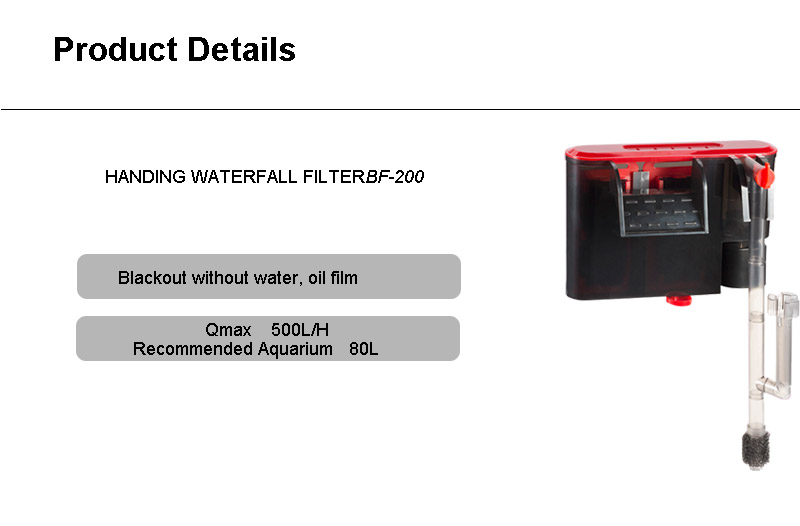 Product Details
HANDING WATERFALL FILTERBF-200
Blackout without water, oil film
Qmax 500L/H
Recommended Aquarium 80L